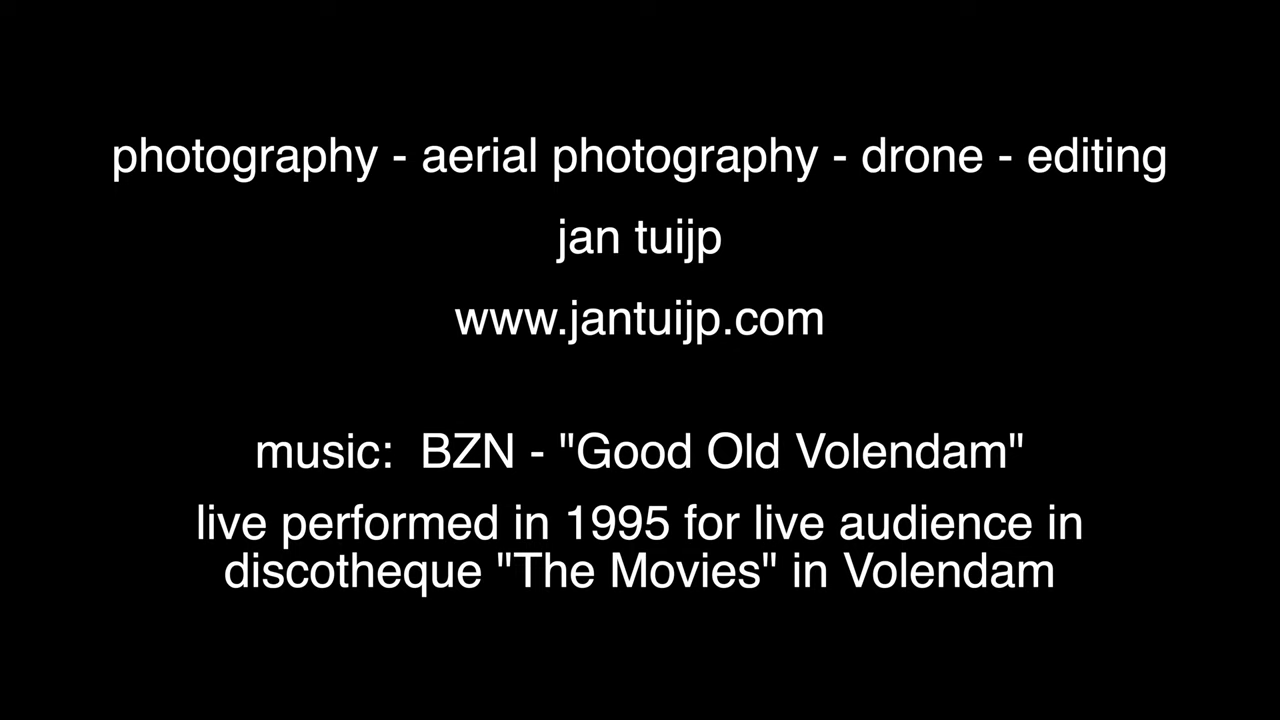 photography - aerial photography - drone - editing
jan tuijp
www.jantuijp.com
music:  BZN - "Good Old Volendam"
live performed in 1995 for live audience in
discotheque "The Movies" in Volendam